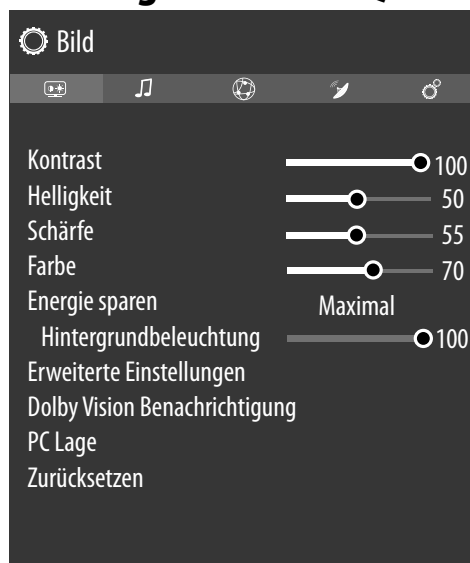 Bild
Kontrast 100
Helligkeit 50
Schärfe 55
Farbe 70
Energie sparen Maximal
Hintergrundbeleuchtung 100
Erweiterte Einstellungen
Dolby Vision Benachrichtigung
PC Lage
Zurücksetzen